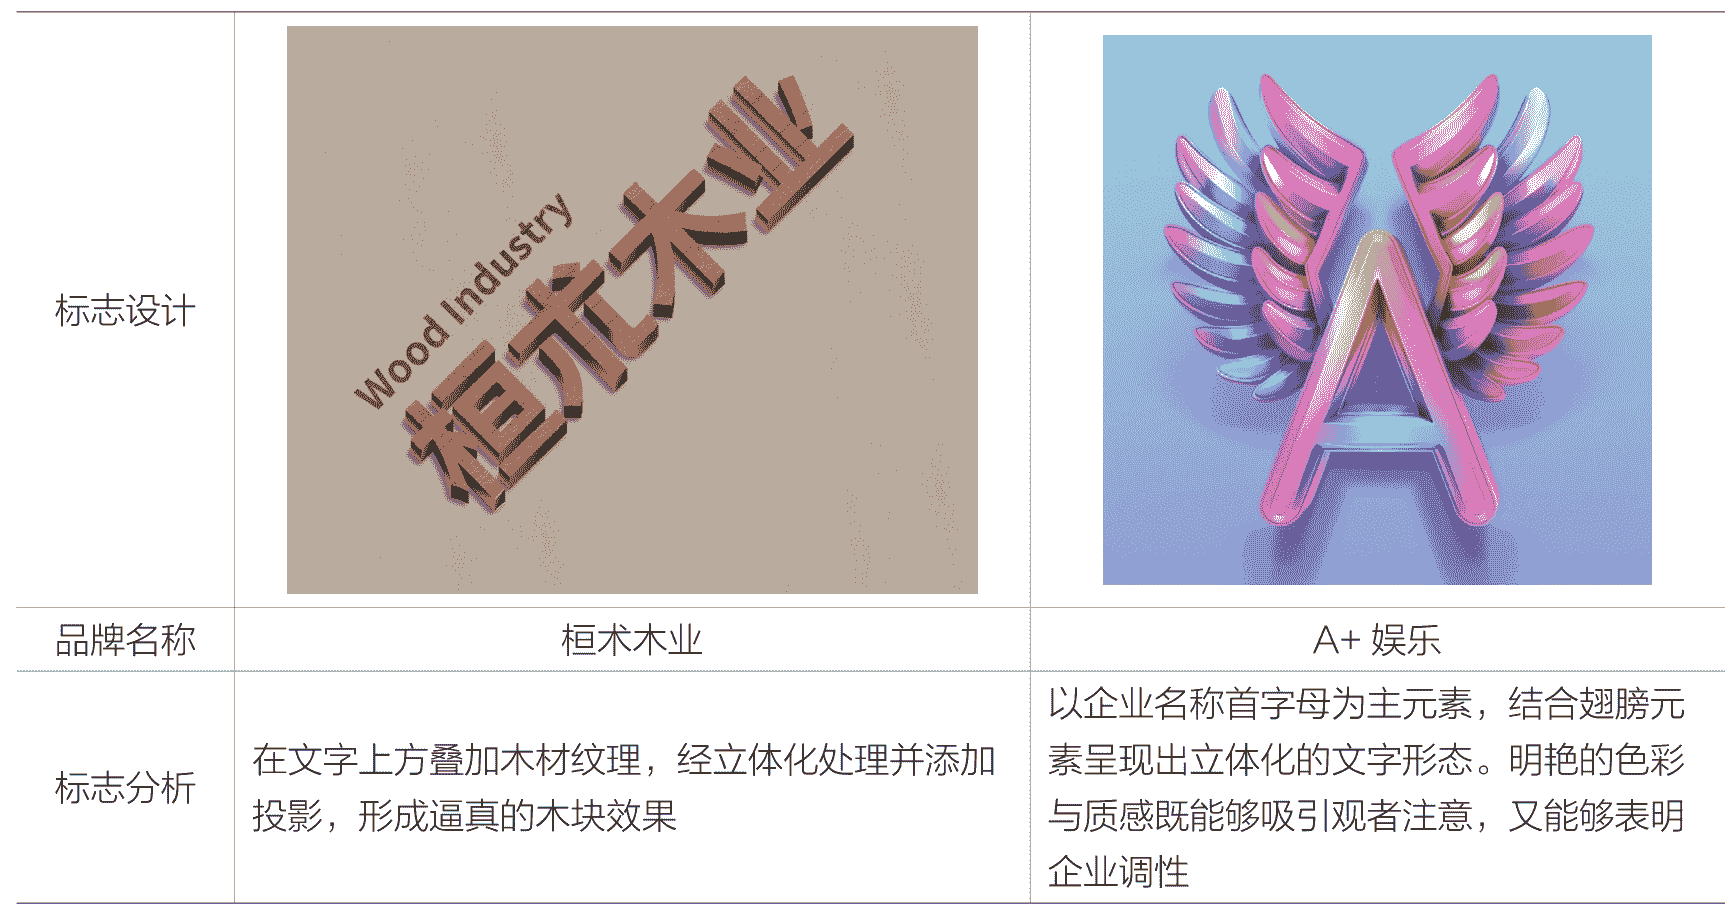 标志设计
Wood Industry
桓术木业
A
品牌名称
桓术木业
A+ 娱乐
标志分析
在文字上方叠加木材纹理，经立体化处理并添加
投影，形成逼真的木块效果
以企业名称首字母为主元素，结合翅膀元
素呈现出立体化的文字形态。明艳的色彩
与质感既能够吸引观者注意，又能够表明
企业调性